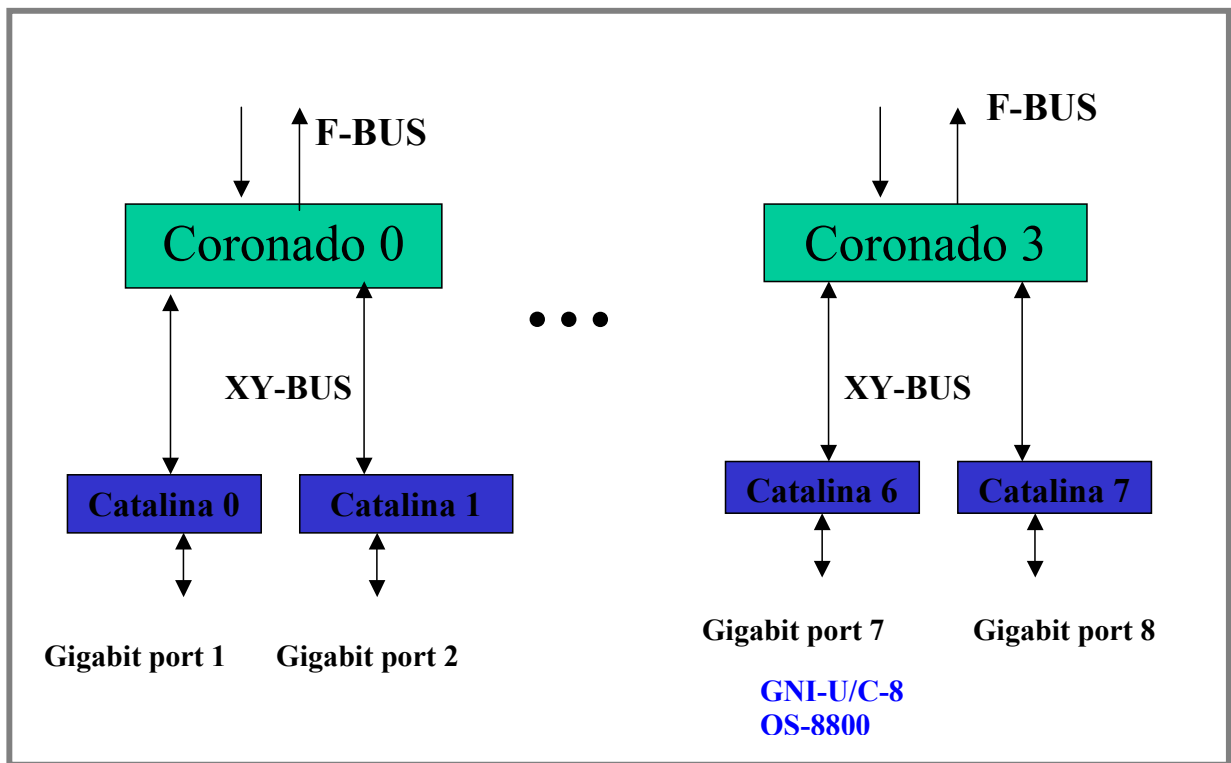 F-BUS
F-BUS
Coronado 0
Coronado 3
XY-BUS
XY-BUS
Catalina 0
Catalina 1
Catalina 6
Catalina 7
Gigabit port 1
Gigabit port 2
Gigabit port 7
Gigabit port 8
GNI-U/C-8
OS-8800